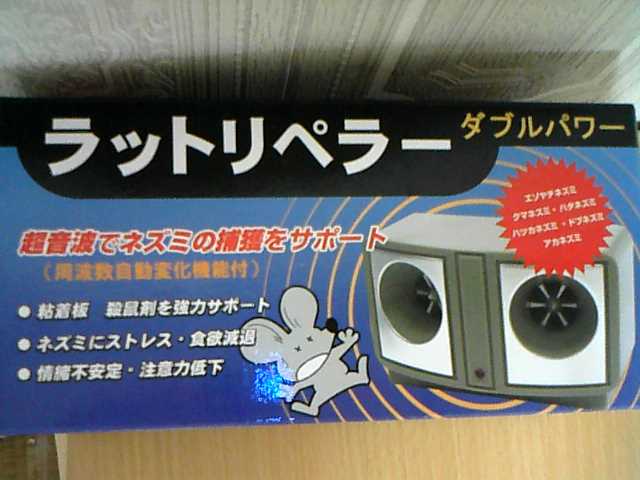 ラットリペラー
ダブルパワー
エゾヤチネズミ
クマネズミ・ハタネズミ
ハツカネズミ・ドブネズミ
アカネズミ
超音波でネズミの捕獲をサポート
(周波数自動変化機能付)
● 粘着板 殺鼠剤を強力サポート
● ネズミにストレス・食欲減退
● 情緒不安定・注意力低下